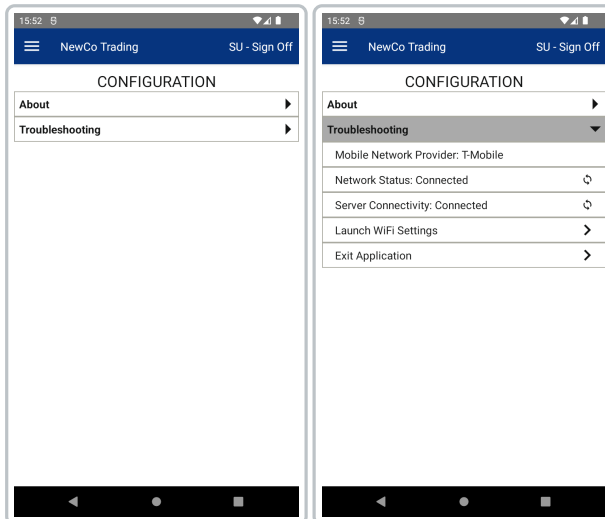 15:52
NewCo Trading SU - Sign Off
CONFIGURATION
About
Troubleshooting
15:52
NewCo Trading SU - Sign Off
CONFIGURATION
About
Troubleshooting
Mobile Network Provider: T-Mobile
Network Status: Connected
Server Connectivity: Connected
Launch WiFi Settings
Exit Application